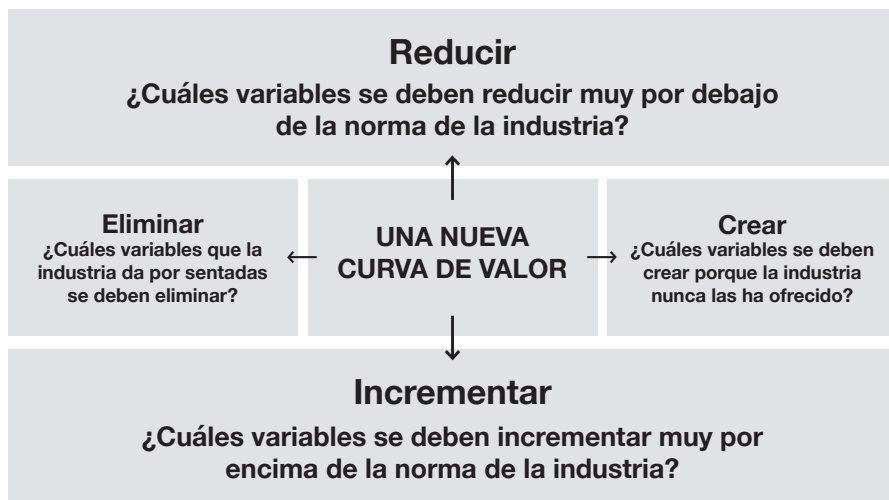 Reducir
¿Cuáles variables se deben reducir muy por debajo
de la norma de la industria?
Eliminar
¿Cuáles variables que la
industria da por sentadas
se deben eliminar?
UNA NUEVA
CURVA DE VALOR
Crear
¿Cuáles variables se deben
crear porque la industria
nunca las ha ofrecido?
Incrementar
¿Cuáles variables se deben incrementar muy por
encima de la norma de la industria?